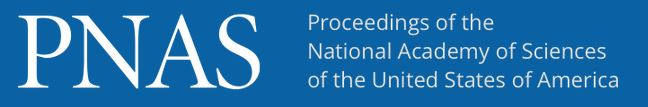 PNAS
Proceedings of the
National Academy of Sciences
of the United States of America